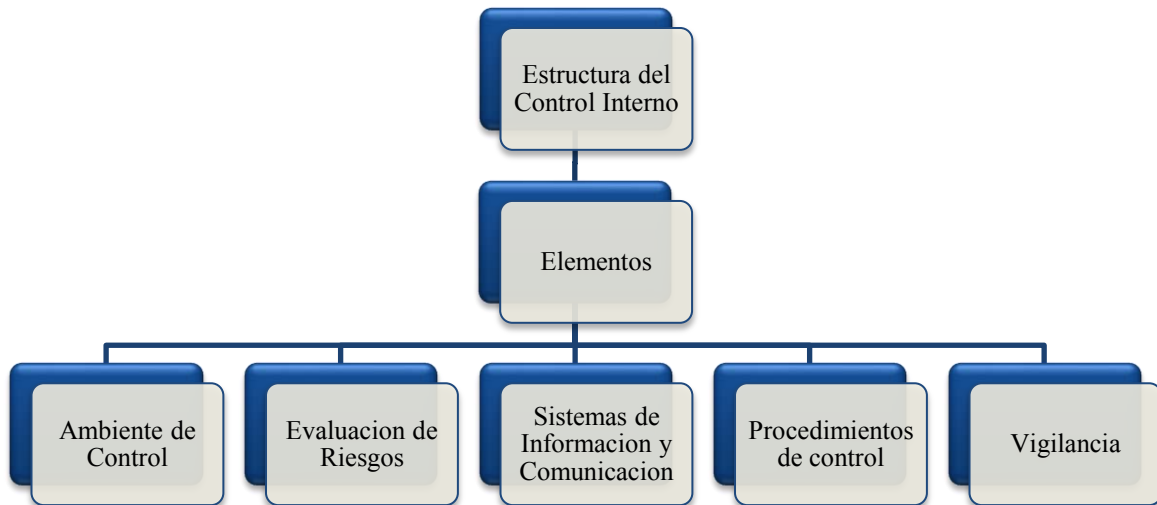 Estructura del
Control Interno
Elementos
Ambiente de
Control
Evaluacion de
Riesgos
Sistemas de
Informacion y
Comunicacion
Procedimientos
de control
Vigilancia